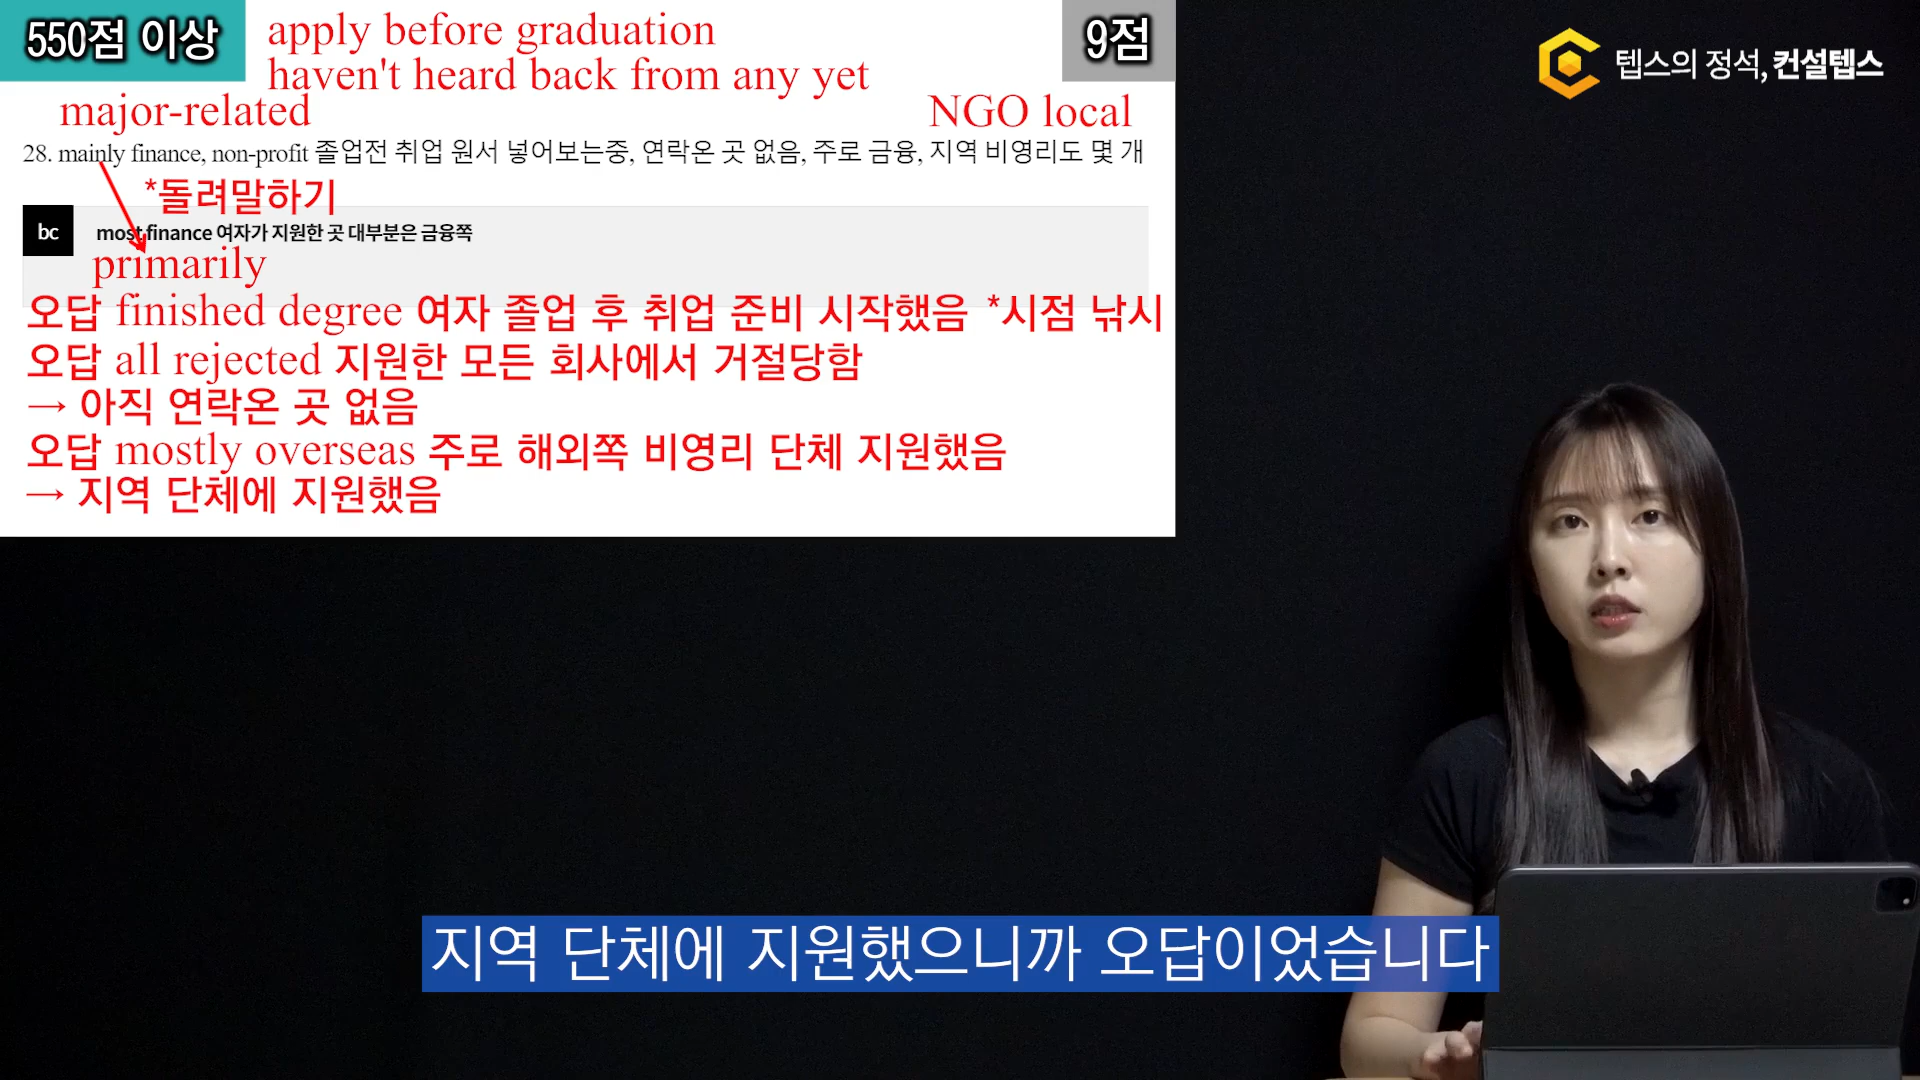 550점 이상
apply before graduation
haven't heard back from any yet
9점
텝스의 정석, 컨설텝스
major-related
NGO local
28. mainly finance, non-profit 졸업전 취업 원서 넣어보는중, 연락온 곳 없음, 주로 금융, 지역 비영리도 몇 개
*돌려말하기
bc
most finance 여자가 지원한 곳 대부분은 금융쪽
primarily
오답 finished degree 여자 졸업 후 취업 준비 시작했음 *시점 낚시
오답 all rejected 지원한 모든 회사에서 거절당함
→ 아직 연락온 곳 없음
오답 mostly overseas 주로 해외쪽 비영리 단체 지원했음
→ 지역 단체에 지원했음
지역 단체에 지원했으니까 오답이었습니다